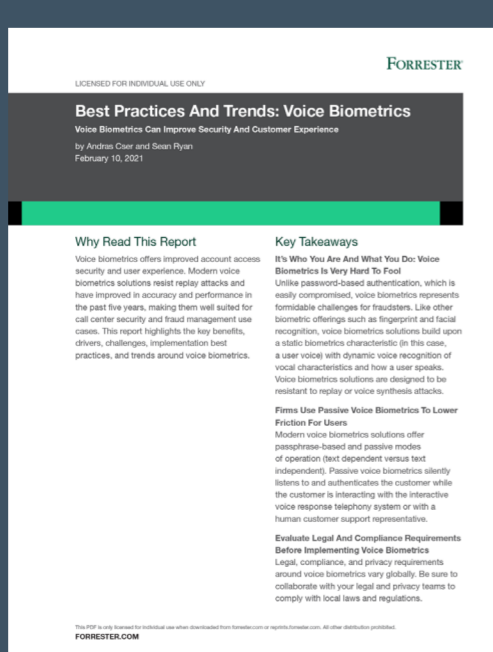 FORRESTER
LICENSED FOR INDIVIDUAL USE ONLY
Best Practices And Trends: Voice Biometrics
Voice Biometrics Can Improve Security And Customer Experience
by Andras Cser and Sean Ryan
February 10, 2021
Why Read This Report
Voice biometrics offers improved account access
security and user experience. Modern voice
biometrics solutions resist replay attacks and
have improved in accuracy and performance in
the past five years, making them well suited for
call center security and fraud management use
cases. This report highlights the key benefits,
drivers, challenges, implementation best
practices, and trends around voice biometrics.
Key Takeaways
It's Who You Are And What You Do: Voice
Biometrics Is Very Hard To Fool
Unlike password-based authentication, which is
easily compromised, voice biometrics represents
formidable challenges for fraudsters. Like other
biometric offerings such as fingerprint and facial
recognition, voice biometrics solutions build upon
a static biometrics characteristic (in this case,
a user voice) with dynamic voice recognition of
vocal characteristics and how a user speaks.
Voice biometrics solutions are designed to be
resistant to replay or voice synthesis attacks.
Firms Use Passive Voice Biometrics To Lower
Friction For Users
Modern voice biometrics solutions offer
passphrase-based and passive modes
of operation (text dependent versus text
independent). Passive voice biometrics silently
listens to and authenticates the customer while
the customer is interacting with the interactive
voice response telephony system or with a
human customer support representative.
Evaluate Legal And Compliance Requirements
Before Implementing Voice Biometrics
Legal, compliance, and privacy requirements
around voice biometrics vary globally. Be sure to
collaborate with your legal and privacy teams to
comply with local laws and regulations.
This PDF is only licensed for individual use when downloaded from forrester.com or reprints.forrester.com. All other distribution prohibited.
FORRESTER.COM